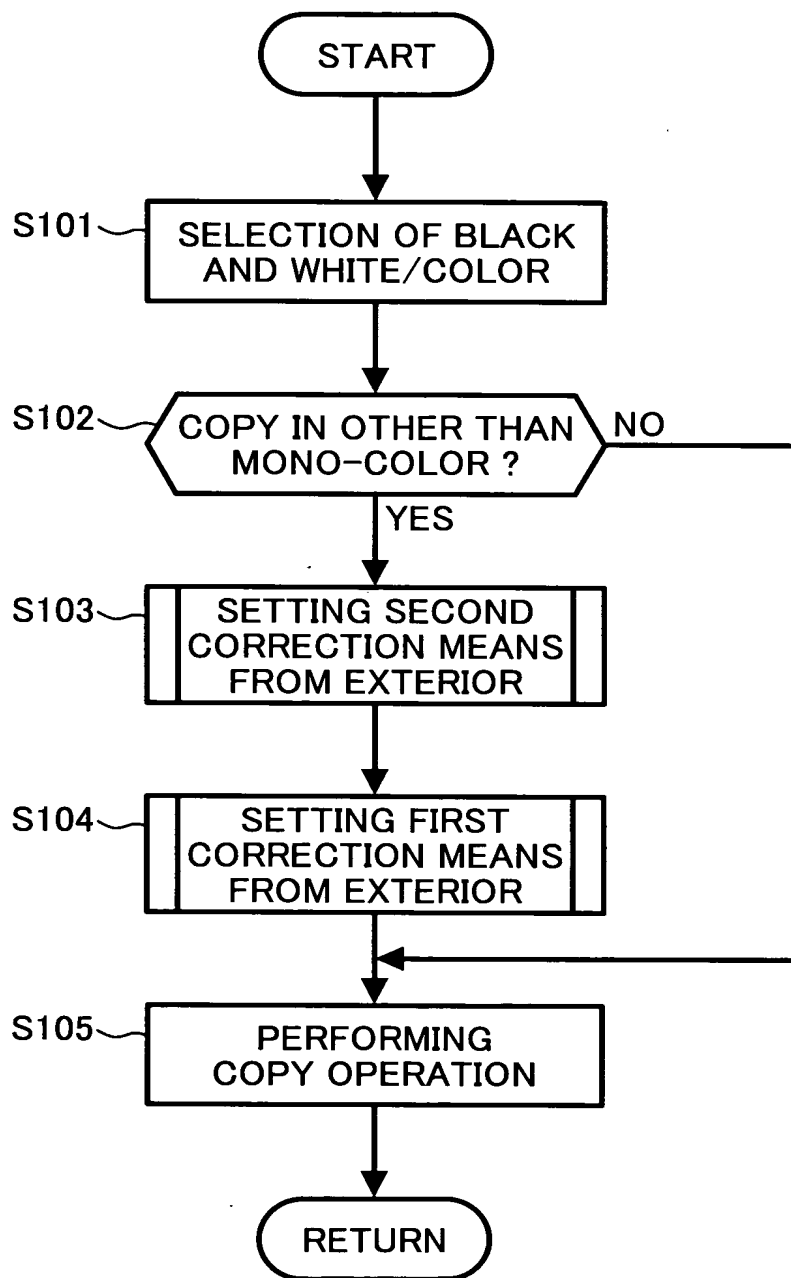 START
S101
SELECTION OF BLACK
AND WHITE/COLOR
S102
COPY IN OTHER THAN
MONO-COLOR ?
NO
YES
S103
SETTING SECOND
CORRECTION MEANS
FROM EXTERIOR
S104
SETTING FIRST
CORRECTION MEANS
FROM EXTERIOR
S105
PERFORMING
COPY OPERATION
RETURN